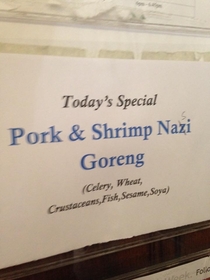 Today's Special
s
Pork & Shrimp Nazi
Goreng
(Celery, Wheat,
Crustaceans,Fish,Sesame,Soya)